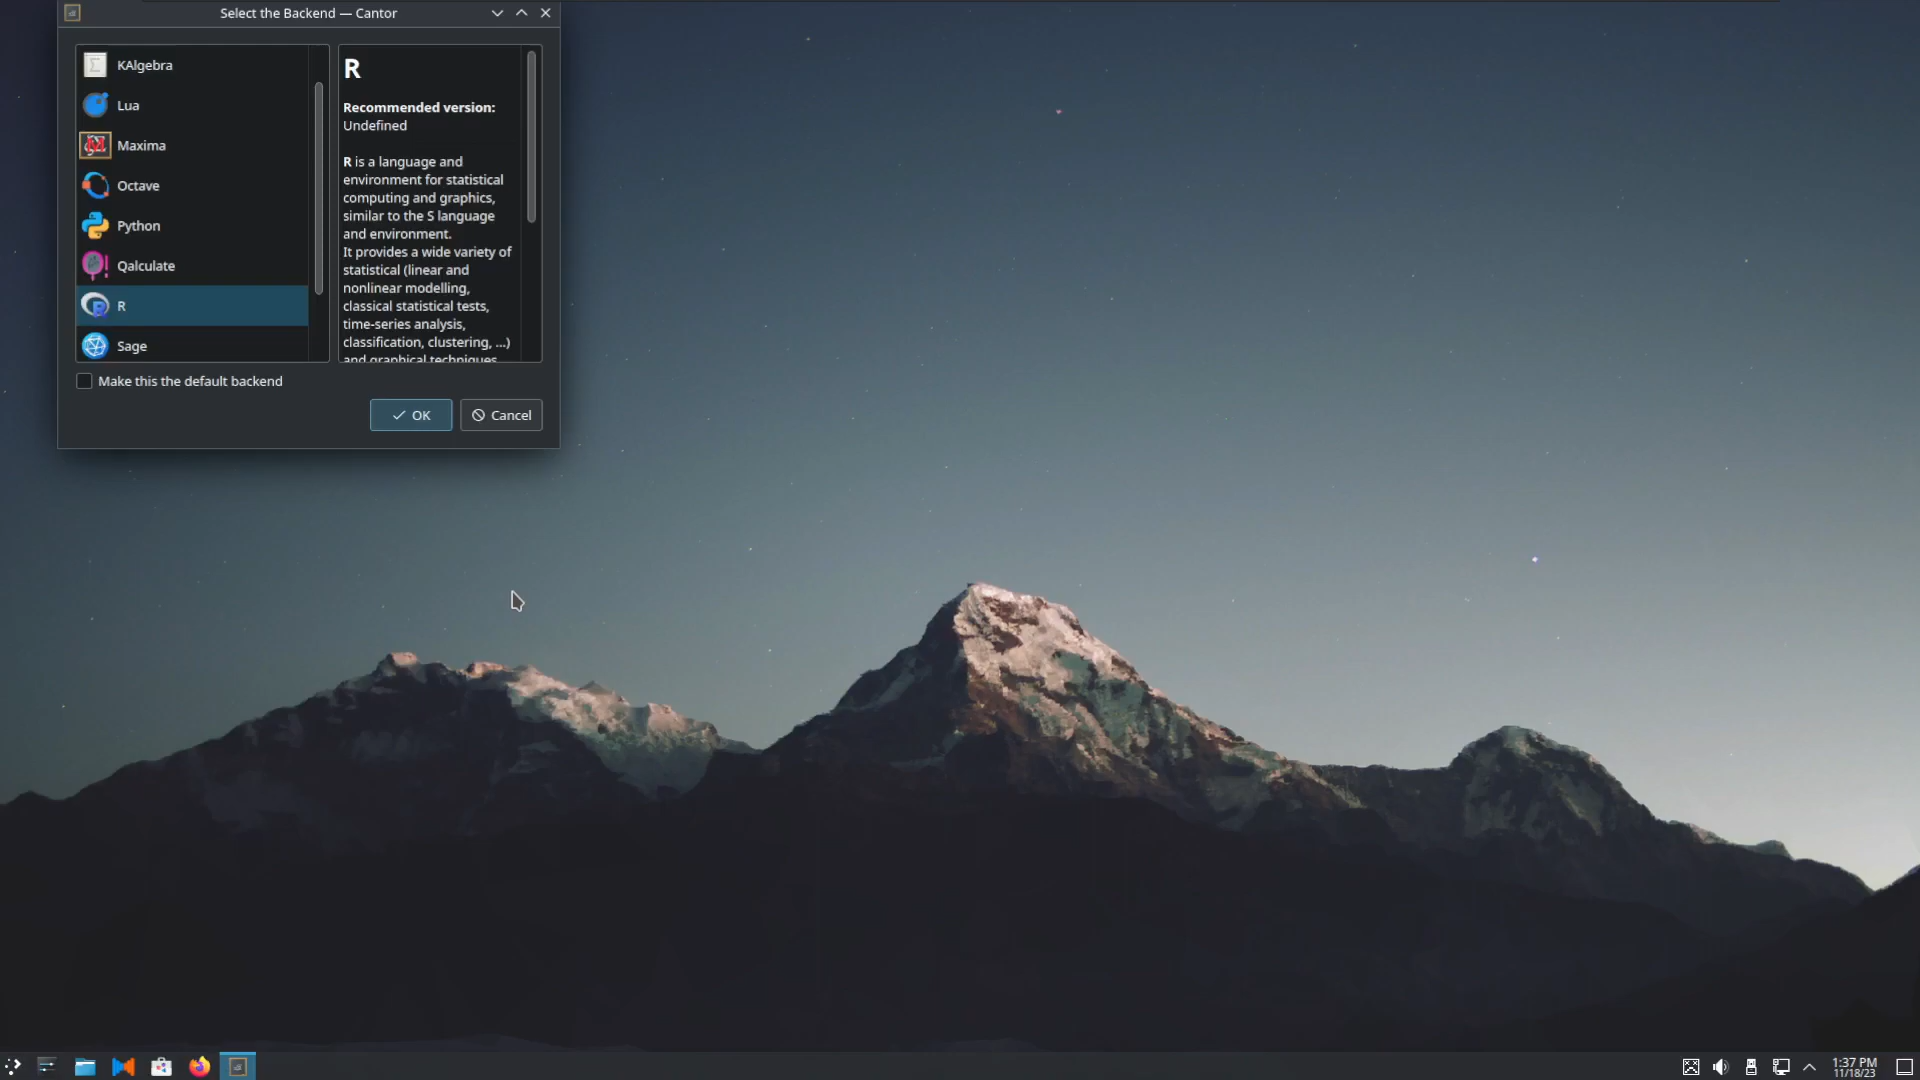 Select the Backend — Cantor
KAlgebra
Lua
Maxima
Octave
Python
Qalculate
R
Sage
R
Recommended version:
Undefined
R is a language and
environment for statistical
computing and graphics,
similar to the S language
and environment.
It provides a wide variety of
statistical (linear and
nonlinear modelling,
classical statistical tests,
time-series analysis,
classification, clustering, ...)
and graphical techniques
Make this the default backend
OK
Cancel
1:37 PM
11/18/23